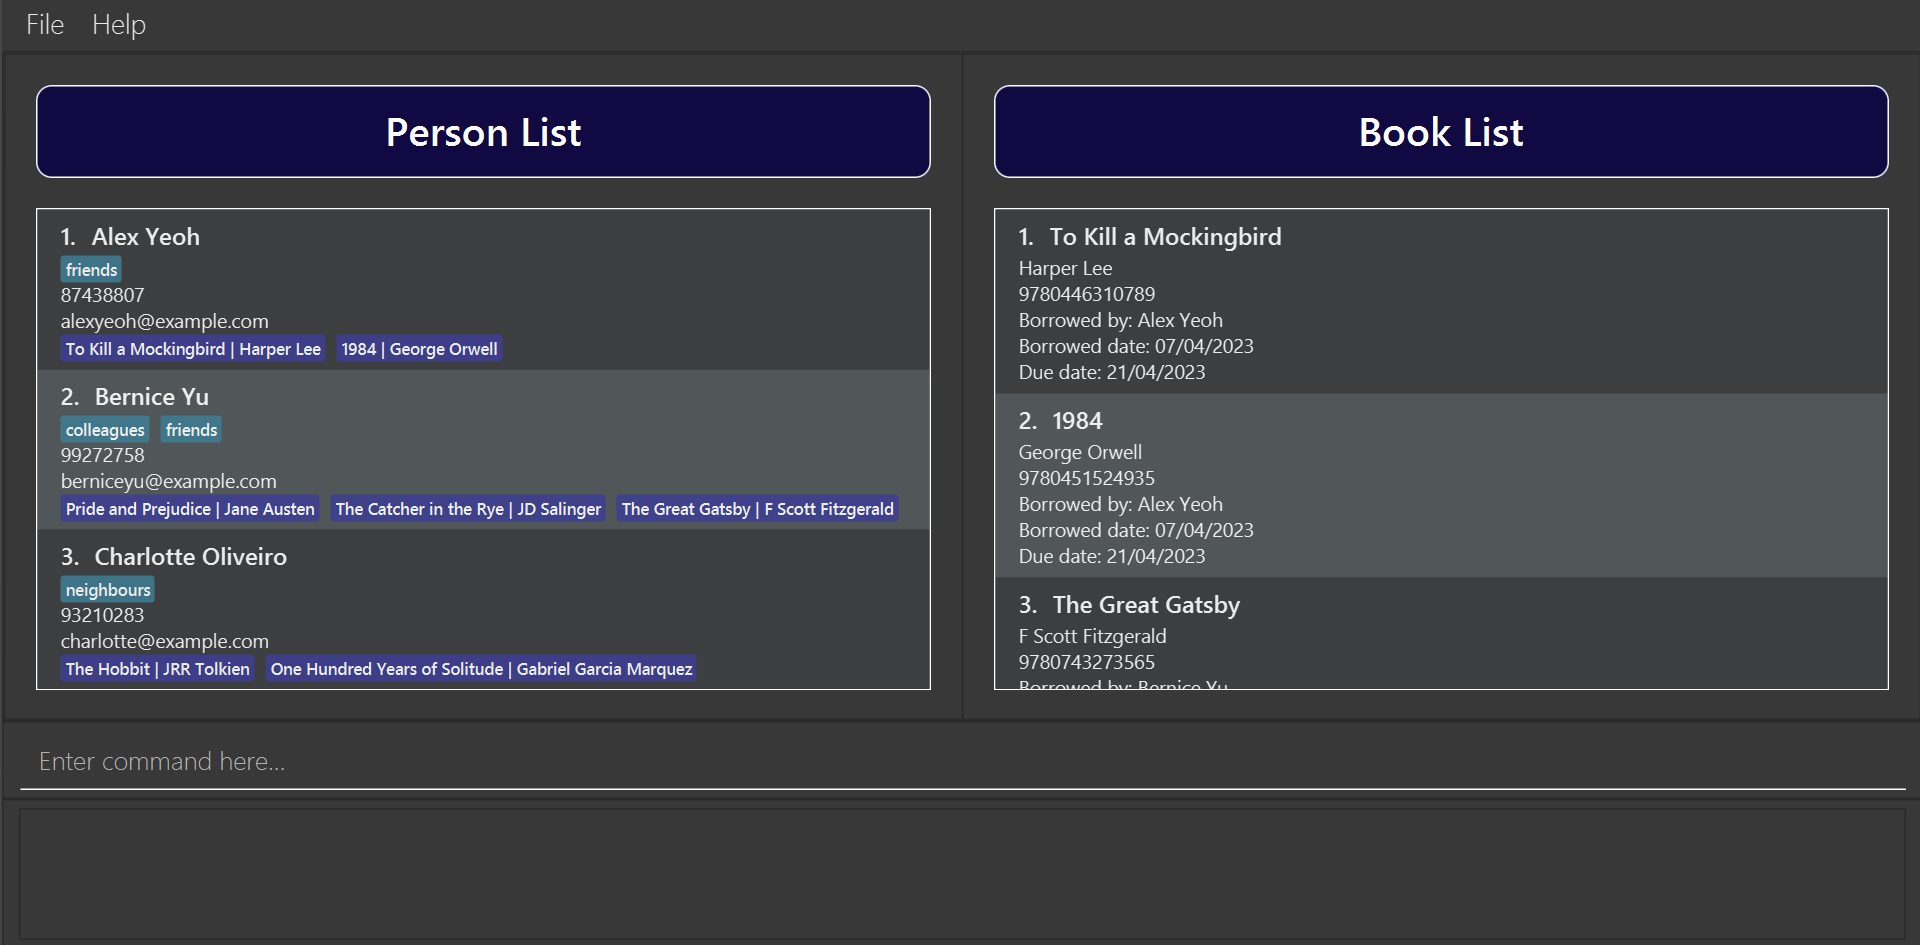 File Help
Person List
1. Alex Yeoh
friends
87438807
alexyeoh@example.com
To Kill a Mockingbird | Harper Lee 1984 | George Orwell
2. Bernice Yu
colleagues friends
99272758
berniceyu@example.com
Pride and Prejudice | Jane Austen The Catcher in the Rye | JD Salinger The Great Gatsby | F Scott Fitzgerald
3. Charlotte Oliveiro
neighbours
93210283
charlotte@example.com
The Hobbit | JRR Tolkien One Hundred Years of Solitude | Gabriel Garcia Marquez
Book List
1. To Kill a Mockingbird
Harper Lee
9780446310789
Borrowed by: Alex Yeoh
Borrowed date: 07/04/2023
Due date: 21/04/2023
2. 1984
George Orwell
9780451524935
Borrowed by: Alex Yeoh
Borrowed date: 07/04/2023
Due date: 21/04/2023
3. The Great Gatsby
F Scott Fitzgerald
9780743273565
Borrowed by: Bernice Yu
Enter command here...